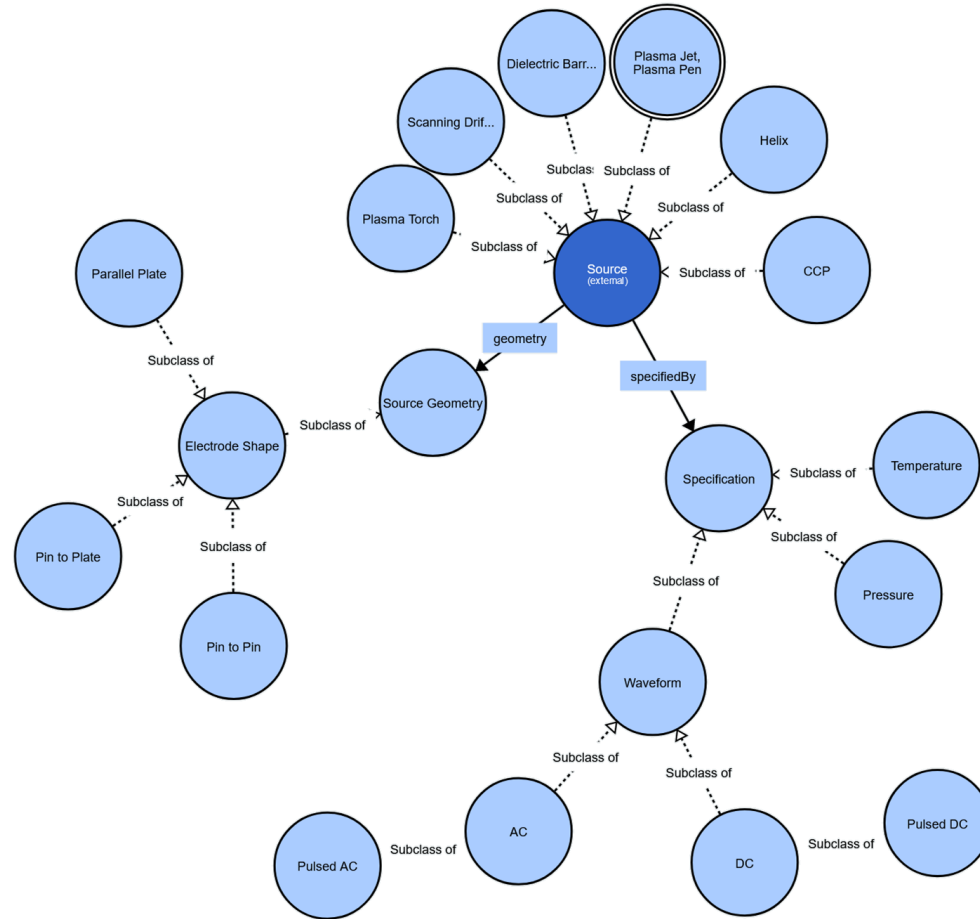 Plasma Jet,
Plasma Pen
Dielectric Barr...
Scanning Drif...
Helix
Subclass of
Subclass of
Subclass of
Subclass of
Plasma Torch
Subclass of
Source
(external)
Subclass of
CCP
Parallel Plate
geometry
Subclass of
specifiedBy
Source Geometry
Subclass of
Electrode Shape
Specification
Subclass of
Temperature
Subclass of
Subclass of
Pin to Plate
Subclass of
Subclass of
Pressure
Pin to Pin
Waveform
Subclass of
Subclass of
AC
Pulsed DC
Subclass of
Subclass of
Pulsed AC
DC